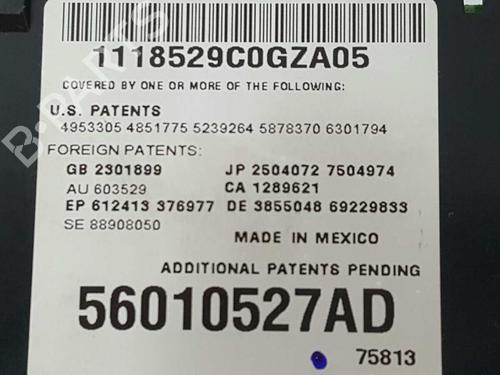 1118529C0GZA05
COVERED BY ONE OR MORE OF THE FOLLOWING:
U.S. PATENTS
4953305 4851775 5239264 5878370 6301794
FOREIGN PATENTS:
GB 2301899 JP 2504072 7504974
AU 603529 CA 1289621
EP 612413 376977 DE 3855048 69229833
SE 88908050
MADE IN MEXICO
ADDITIONAL PATENTS PENDING
56010527AD
75813
B-PARTS